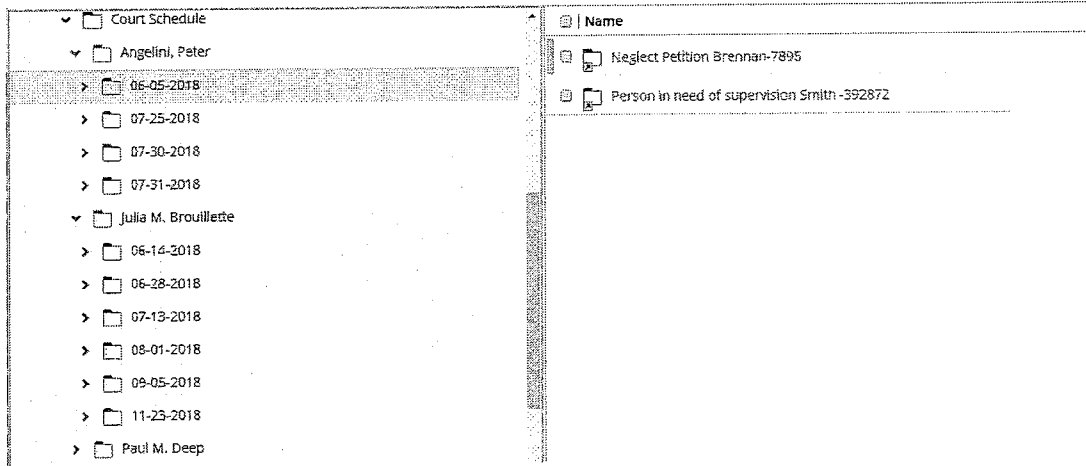 Court Schedule
Angelini, Peter
06-05-2018
07-25-2018
07-30-2018
07-31-2018
Julia M. Brouillette
06-14-2018
06-28-2018
07-13-2018
08-01-2018
09-05-2018
11-23-2018
Paul M. Deep
Name
Neglect Petition Brennan-7895
Person in need of supervision Smith -392872